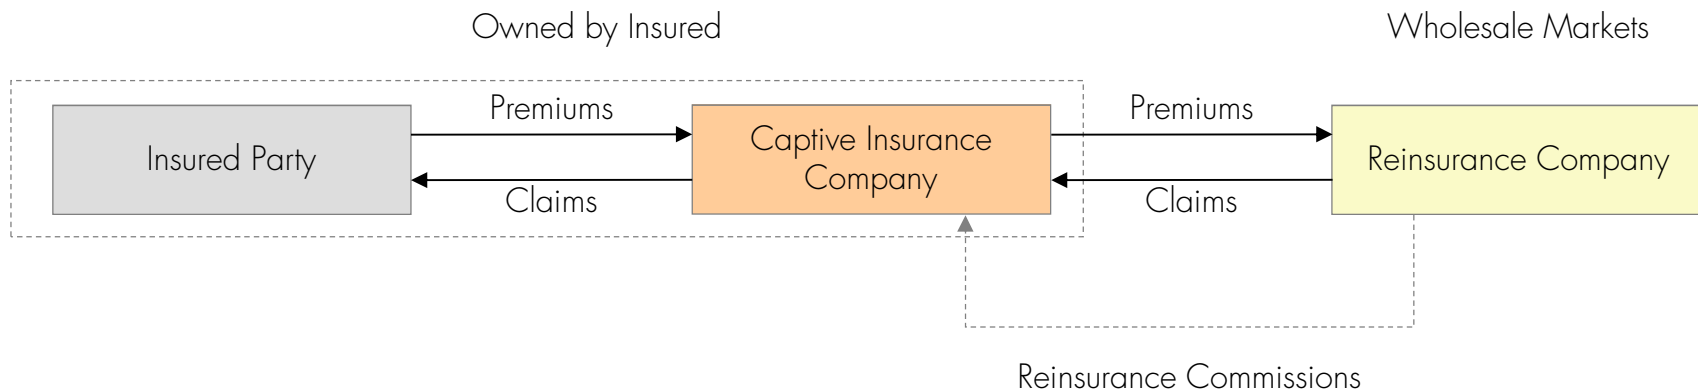 Owned by Insured
Wholesale Markets
Premiums
Premiums
Insured Party
Captive Insurance
Company
Reinsurance Company
Claims
Claims
Reinsurance Commissions